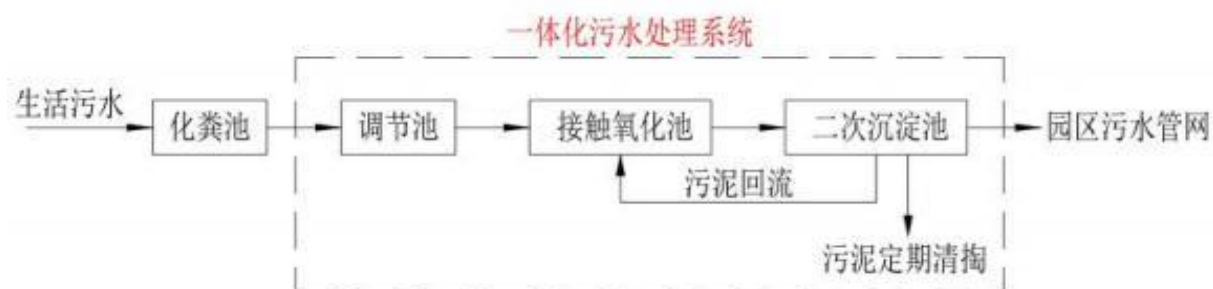 一体化污水处理系统
生活污水
化粪池
调节池
接触氧化池
二次沉淀池
园区污水管网
污泥回流
污泥定期清掏